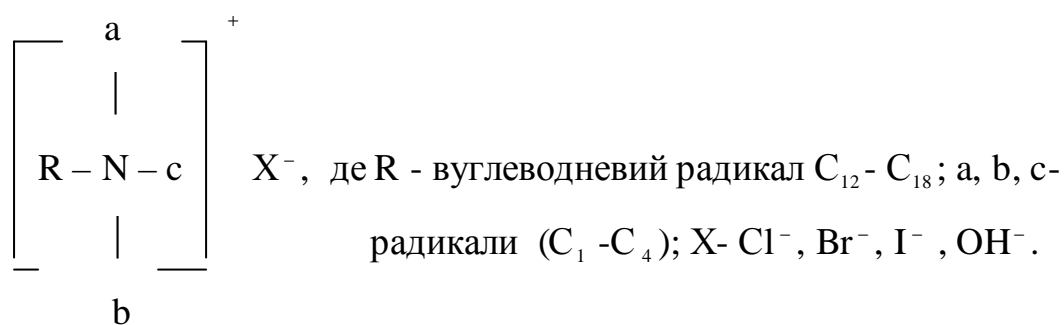 a +
|
R – N – c X⁻, де R - вуглеводневий радикал C₁₂- C₁₈; a, b, c-
| радикали (C₁ -C₄); X- Cl⁻, Br⁻, I⁻ , OH⁻.
b